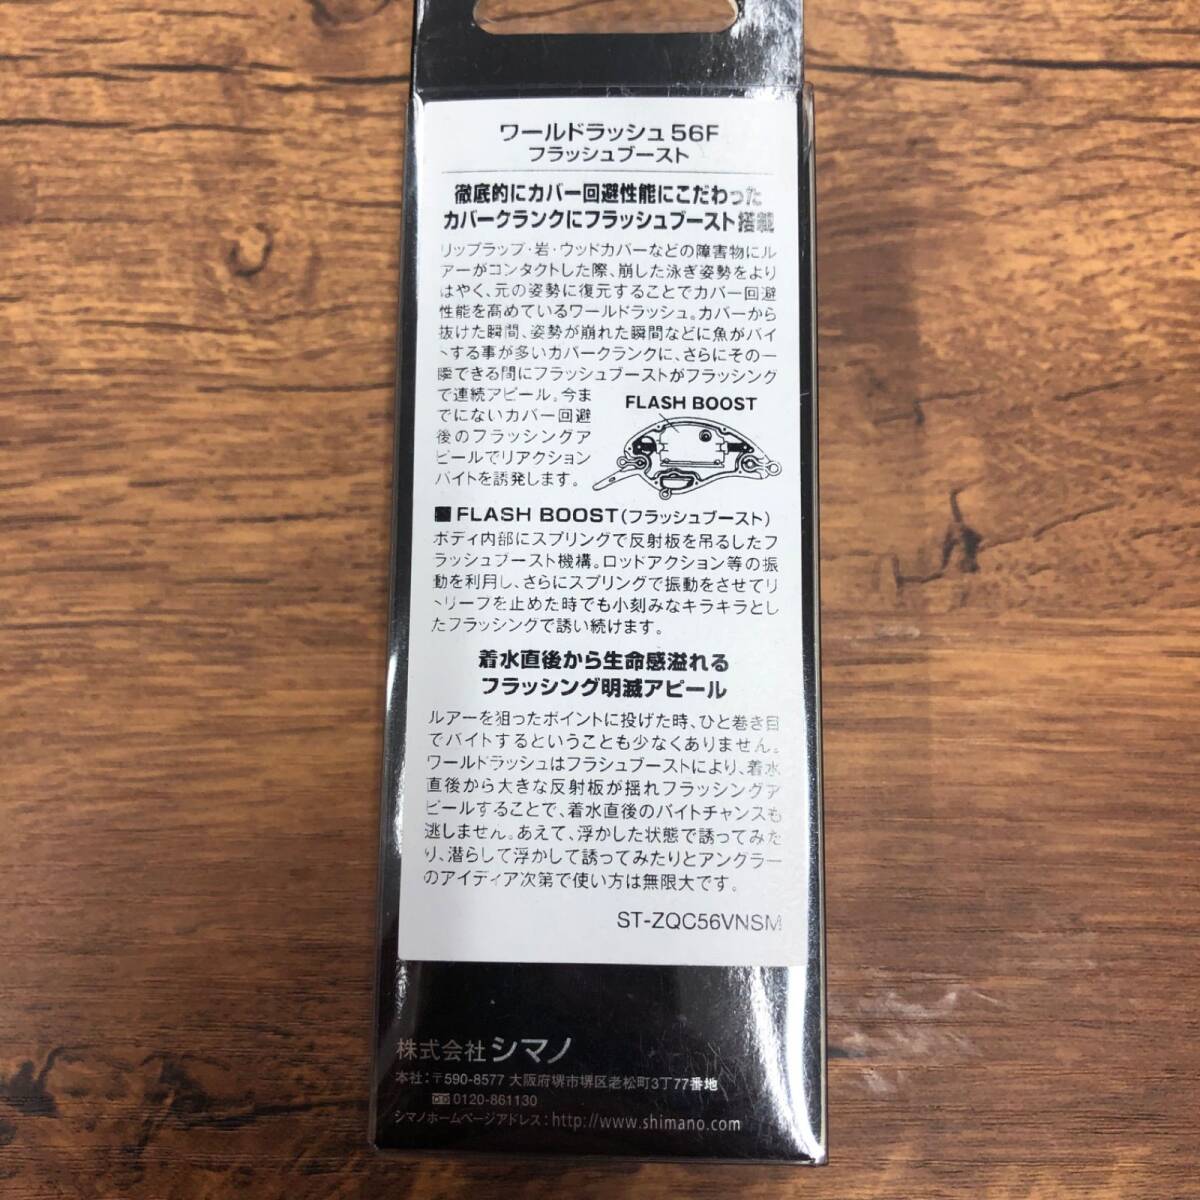 ワールドラッシュ56F
フラッシュブースト
徹底的にカバー回避性能にこだわった
カバークランクにフラッシュブースト搭載
リップラップ・岩・ウッドカバーなどの障害物にル
アーがコンタクトした際、崩した泳ぎ姿勢をより
はやく、元の姿勢に復元することでカバー回避
性能を高めているワールドラッシュ。カバーから
抜けた瞬間、姿勢が崩れた瞬間などに魚がバイ
トする事が多いカバークランクに、さらにその一
瞬できる間にフラッシュブーストがフラッシング
で連続アピール。今ま
でにないカバー回避
後のフラッシングア
ピールでリアクション
バイトを誘発します。
FLASH BOOST
■FLASH BOOST(フラッシュブースト)
ボディ内部にスプリングで反射板を吊るしたフ
ラッシュブースト機構。ロッドアクション等の振
動を利用し、さらにスプリングで振動をさせてリ
トリーブを止めた時でも小刻みなキラキラとし
たフラッシングで誘い続けます。
着水直後から生命感溢れる
フラッシング明滅アピール
ルアーを狙ったポイントに投げた時、ひと巻き目
でバイトするということも少なくありません。
ワールドラッシュはフラシュブーストにより、着水
直後から大きな反射板が揺れフラッシングア
ピールすることで、着水直後のバイトチャンスも
逃しません。あえて、浮かした状態で誘ってみた
り、潜らして浮かして誘ってみたりとアングラー
のアイディア次第で使い方は無限大です。
ST-ZQC56VNSM
株式会社シマノ
本社:〒590-8577 大阪府堺市堺区老松町3丁77番地
0120-861130
シマノホームページアドレス:http://www.shimano.com